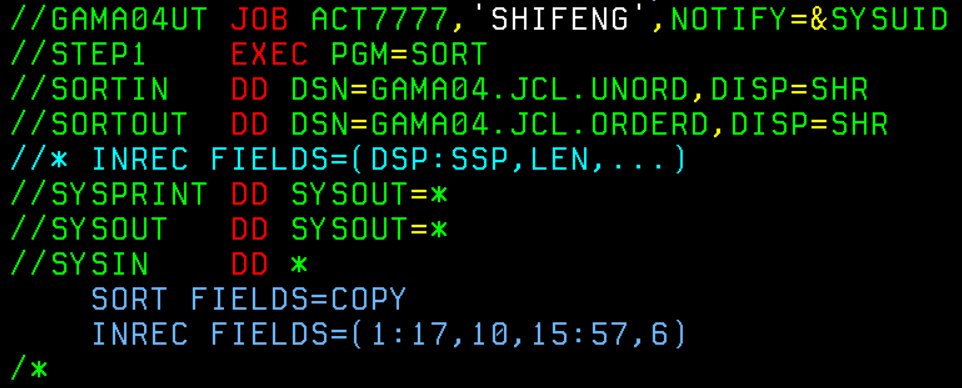 //GAMA04UT JOB ACT7777,'SHIFENG',NOTIFY=&SYSUID
//STEP1    EXEC PGM=SORT
//SORTIN   DD DSN=GAMA04.JCL.UNORD,DISP=SHR
//SORTOUT  DD DSN=GAMA04.JCL.ORDERD,DISP=SHR
//* INREC FIELDS=(DSP:SSP,LEN,...)
//SYSPRINT DD SYSOUT=*
//SYSOUT   DD SYSOUT=*
//SYSIN    DD *
    SORT FIELDS=COPY
    INREC FIELDS=(1:17,10,15:57,6)
/*